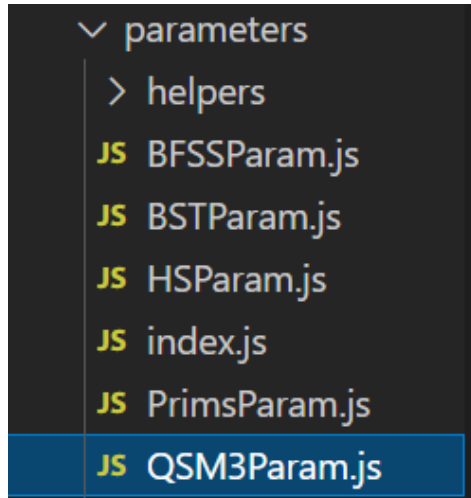 parameters
helpers
JS BFSSParam.js
JS BSTParam.js
JS HSParam.js
JS index.js
JS PrimsParam.js
JS QSM3Param.js